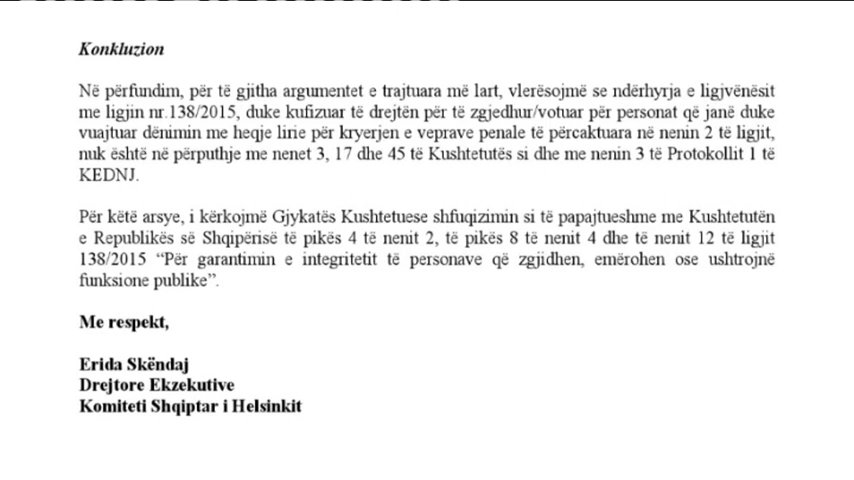 Konkluzion
Në përfundim, për të gjitha argumentet e trajtuara më lart, vlerësojmë se ndërhyrja e ligjvënësit
me ligjin nr.138/2015, duke kufizuar të drejtën për të zgjedhur/votuar për personat që janë duke
vuajtuar dënimin me heqje lirie për kryerjen e veprave penale të përcaktuara në nenin 2 të ligjit,
nuk është në përputhje me nenet 3, 17 dhe 45 të Kushtetutës si dhe me nenin 3 të Protokollit 1 të
KEDNJ.
Për këtë arsye, i kërkojmë Gjykatës Kushtetuese shfuqizimin si të papajtueshme me Kushtetutën
e Republikës së Shqipërisë të pikës 4 të nenit 2, të pikës 8 të nenit 4 dhe të nenit 12 të ligjit
138/2015 “Për garantimin e integritetit të personave që zgjidhen, emërohen ose ushtrojnë
funksione publike”.
Me respekt,
Erida Skëndaj
Drejtore Ekzekutive
Komiteti Shqiptar i Helsinkit